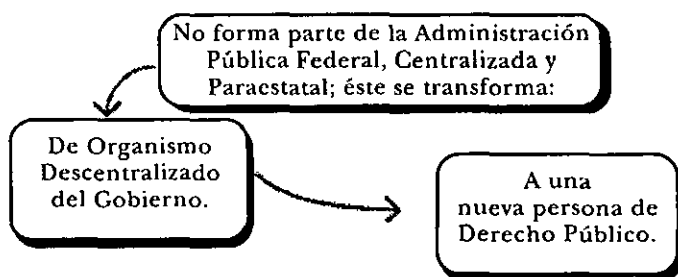 No forma parte de la Administración
Pública Federal, Centralizada y
Paraestatal; éste se transforma:
De Organismo
Descentralizado
del Gobierno.
A una
nueva persona de
Derecho Público.